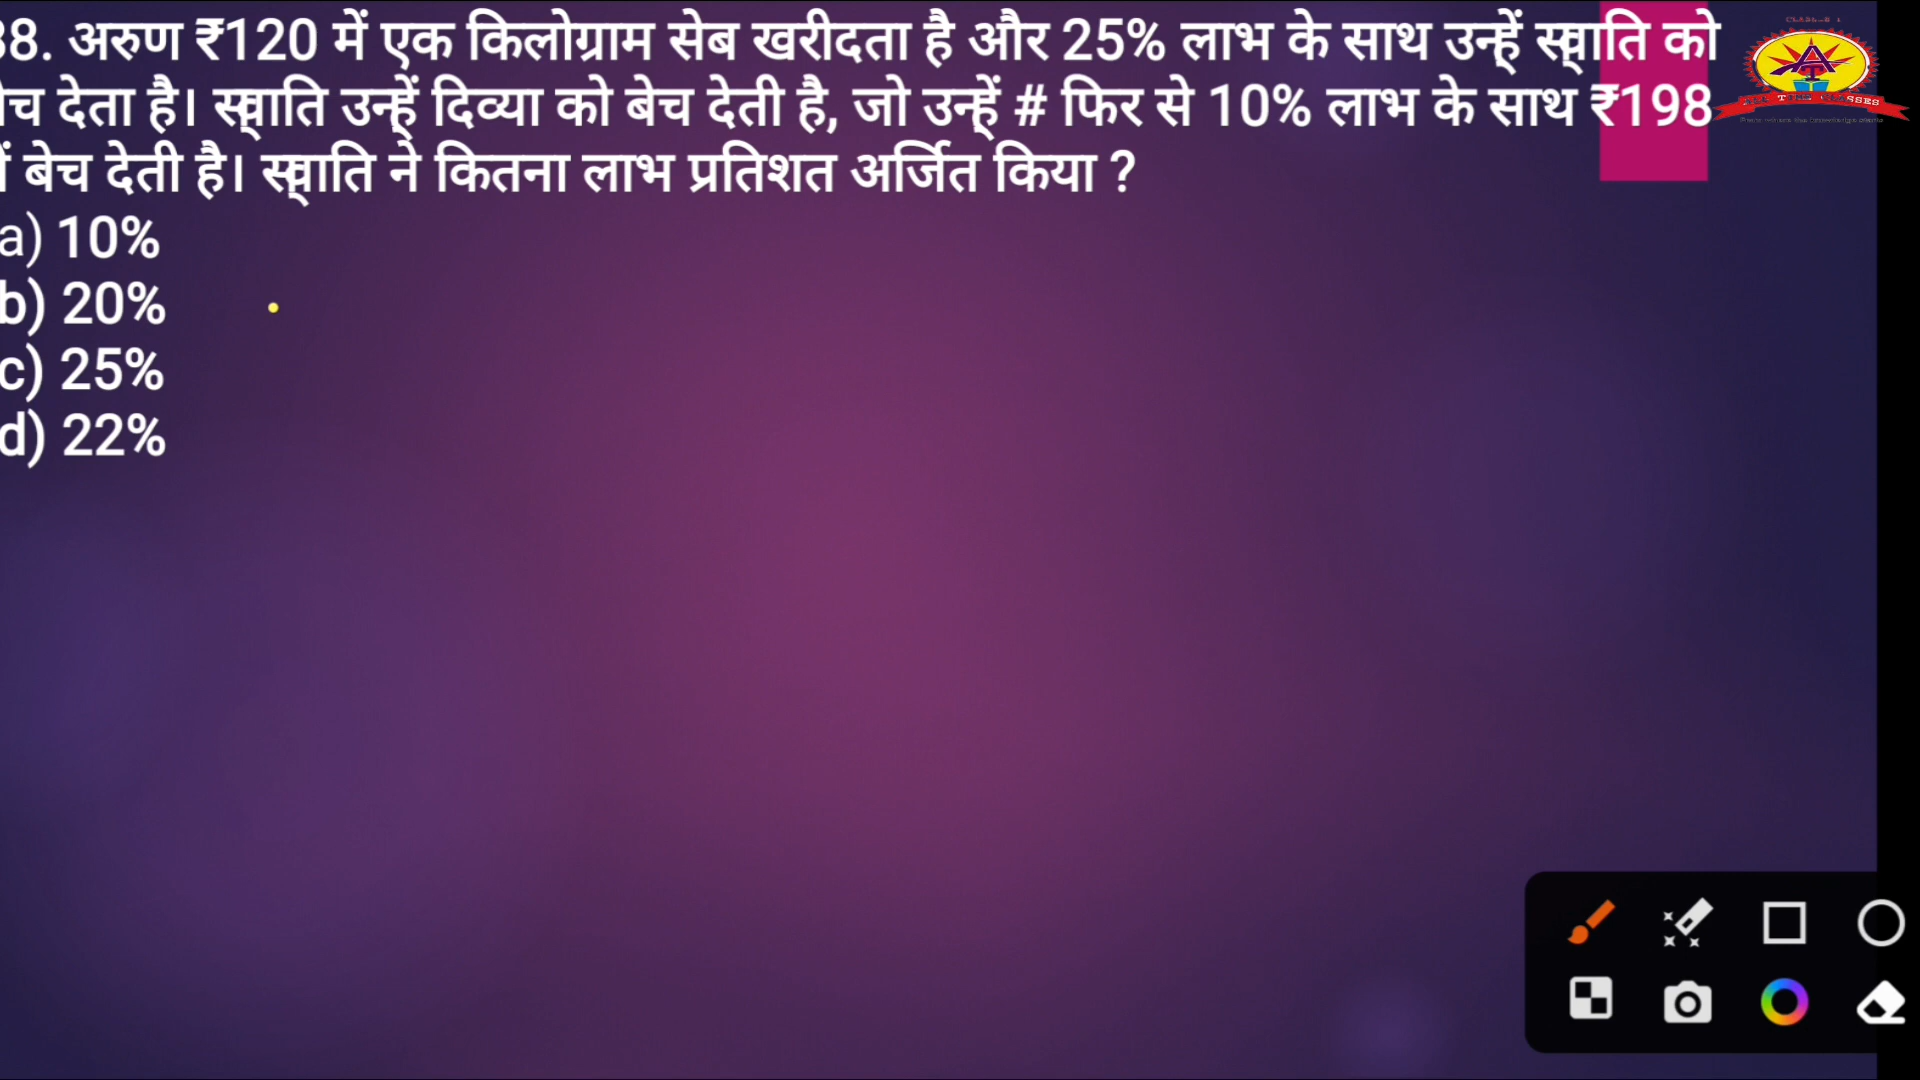 38. अरुण ₹120 में एक किलोग्राम सेब खरीदता है और 25% लाभ के साथ उन्हें स्वाति को
बेच देता है। स्वाति उन्हें दिव्या को बेच देती है, जो उन्हें # फिर से 10% लाभ के साथ ₹198
में बेच देती है। स्वाति ने कितना लाभ प्रतिशत अर्जित किया ?
a) 10%
b) 20%
c) 25%
d) 22%